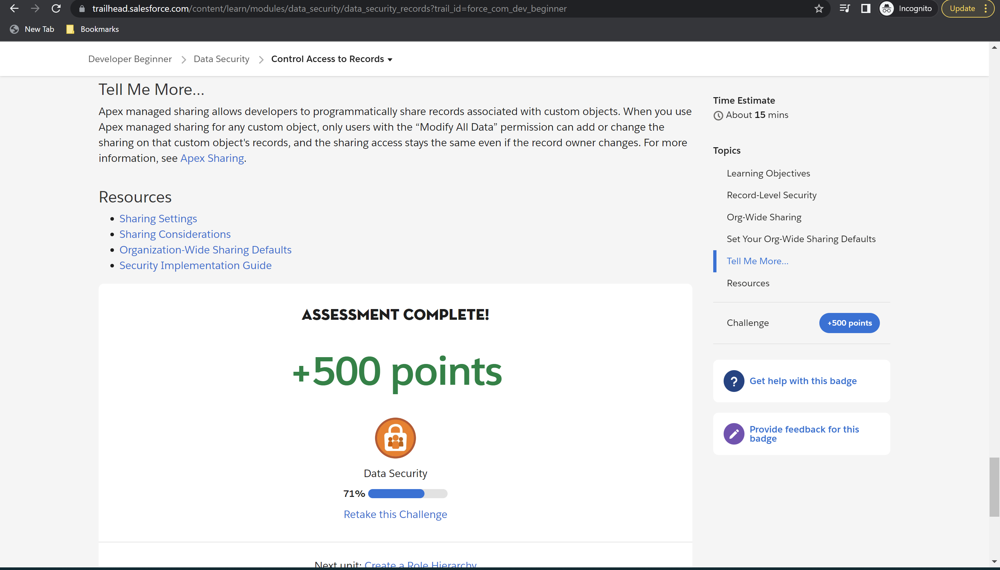 trailhead.salesforce.com/content/learn/modules/data_security/data_security_records?trail_id=force_com_dev_beginner
Incognito
Update
New Tab
Bookmarks
Developer Beginner
Data Security
Control Access to Records
Tell Me More...
Apex managed sharing allows developers to programmatically share records associated with custom objects. When you use
Apex managed sharing for any custom object, only users with the “Modify All Data” permission can add or change the
sharing on that custom object's records, and the sharing access stays the same even if the record owner changes. For more
information, see Apex Sharing.
Resources
Sharing Settings
Sharing Considerations
Organization-Wide Sharing Defaults
Security Implementation Guide
ASSESSMENT COMPLETE!
+500 points
Data Security
71%
Retake this Challenge
Next unit: Create a Role Hierarchy
Time Estimate
About 15 mins
Topics
Learning Objectives
Record-Level Security
Org-Wide Sharing
Set Your Org-Wide Sharing Defaults
Tell Me More...
Resources
Challenge
+500 points
?
Get help with this badge
Provide feedback for this
badge